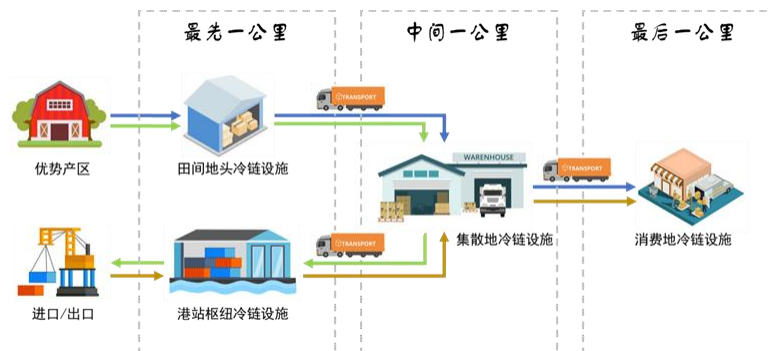 最先一公里
中间一公里
最后一公里
TRANSPORT
WARENHOUSE
TRANSPORT
优势产区
田间地头冷链设施
TRANSPORT
集散地冷链设施
消费地冷链设施
进口/出口
港站枢纽冷链设施